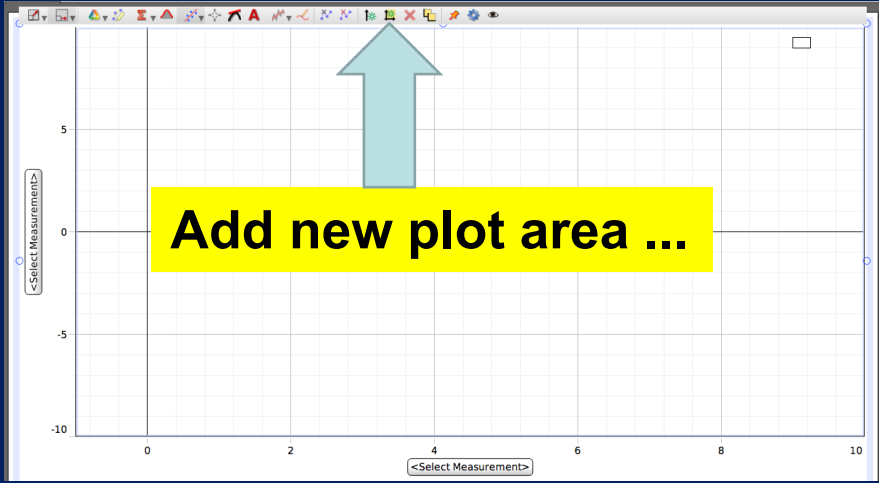 A
5
0
-5
-10
<Select Measurement>
Add new plot area ...
0 2 4 6 8 10
<Select Measurement>